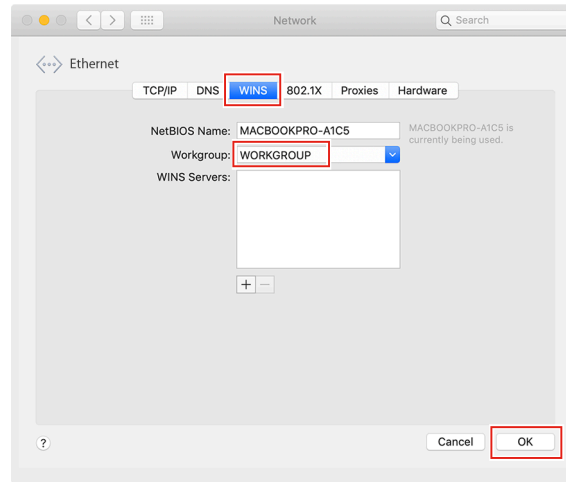 Network
Search
Ethernet
TCP/IP DNS WINS 802.1X Proxies Hardware
NetBIOS Name: MACBOOKPRO-A1C5
MACBOOKPRO-A1C5 is
currently being used.
Workgroup: WORKGROUP
WINS Servers:
+ −
? Cancel OK